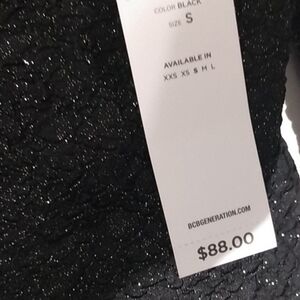 COLOR BLACK
SIZE S
AVAILABLE IN
XXS XS S M L
BCBGENERATION.COM
$88.00